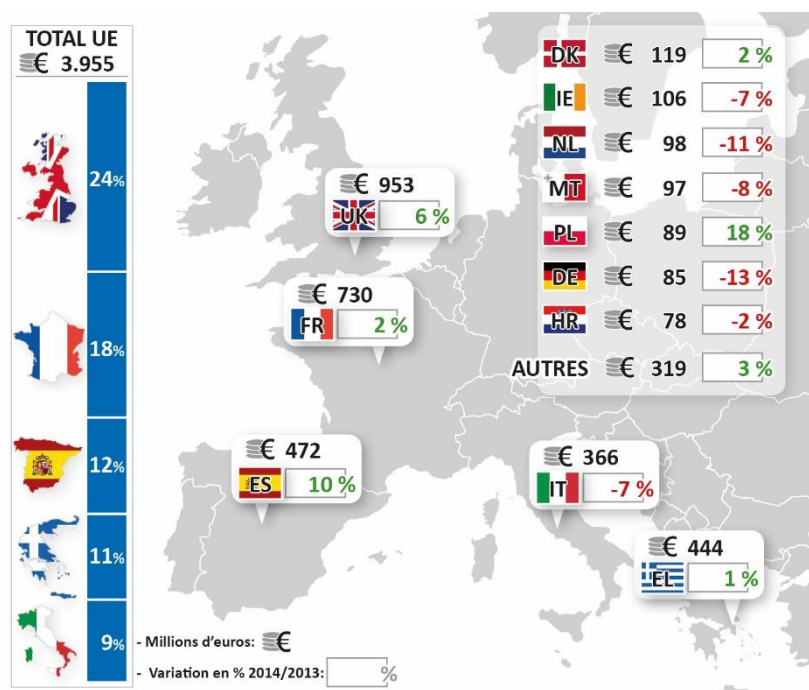 TOTAL UE
€ 3.955
24%
18%
12%
11%
9%
€ 953
UK 6 %
€ 730
FR 2 %
€ 472
ES 10 %
€ 366
IT -7 %
€ 444
EL 1 %
DK € 119 2 %
IE € 106 -7 %
NL € 98 -11 %
MT € 97 -8 %
PL € 89 18 %
DE € 85 -13 %
HR € 78 -2 %
AUTRES € 319 3 %
- Millions d'euros: €
- Variation en % 2014/2013: %